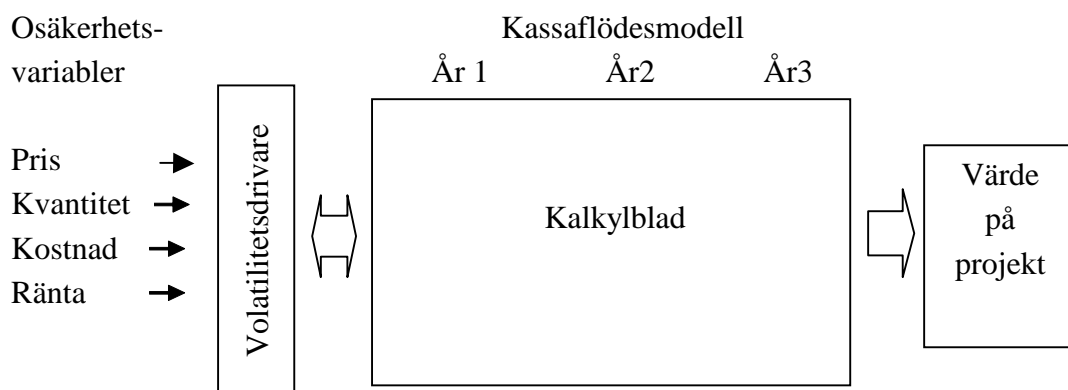 Osäkerhets-
variabler
Kassaflödesmodell
År 1 År2 År3
Pris
Kvantitet
Kostnad
Ränta
Volatilitetsdrivare
Kalkylblad
Värde
på
projekt